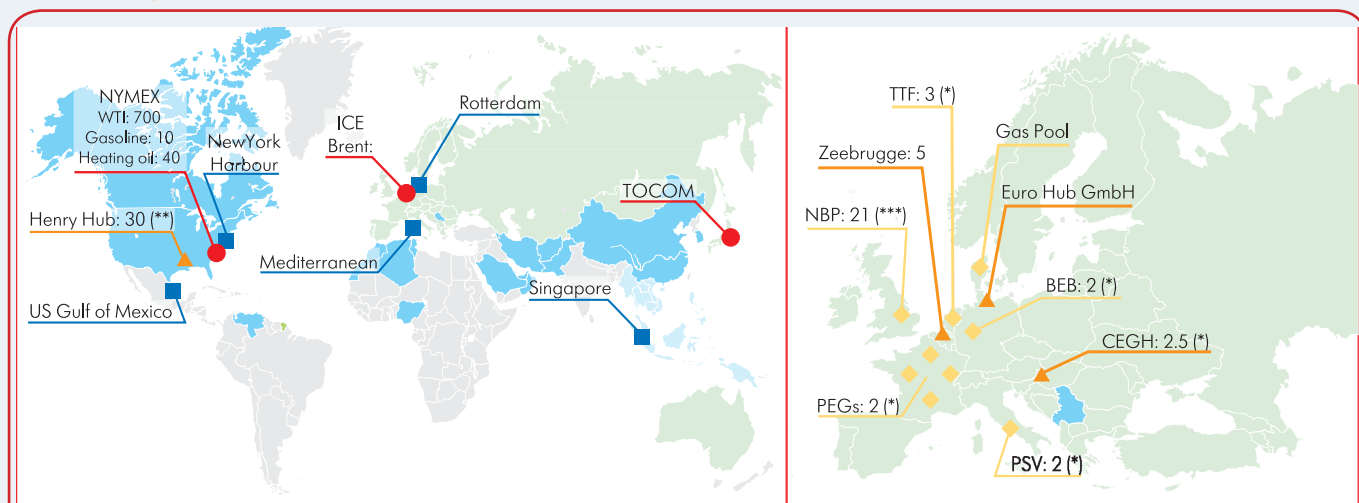 NYMEX
WTI: 700
Gasoline: 10
Heating oil: 40
NewYork
Harbour
Henry Hub: 30 (**)
US Gulf of Mexico
ICE
Brent:
Rotterdam
Mediterranean
TOCOM
Singapore
TTF: 3 (*)
Gas Pool
Zeebrugge: 5
Euro Hub GmbH
NBP: 21 (***)
BEB: 2 (*)
CEGH: 2.5 (*)
PEGs: 2 (*)
PSV: 2 (*)